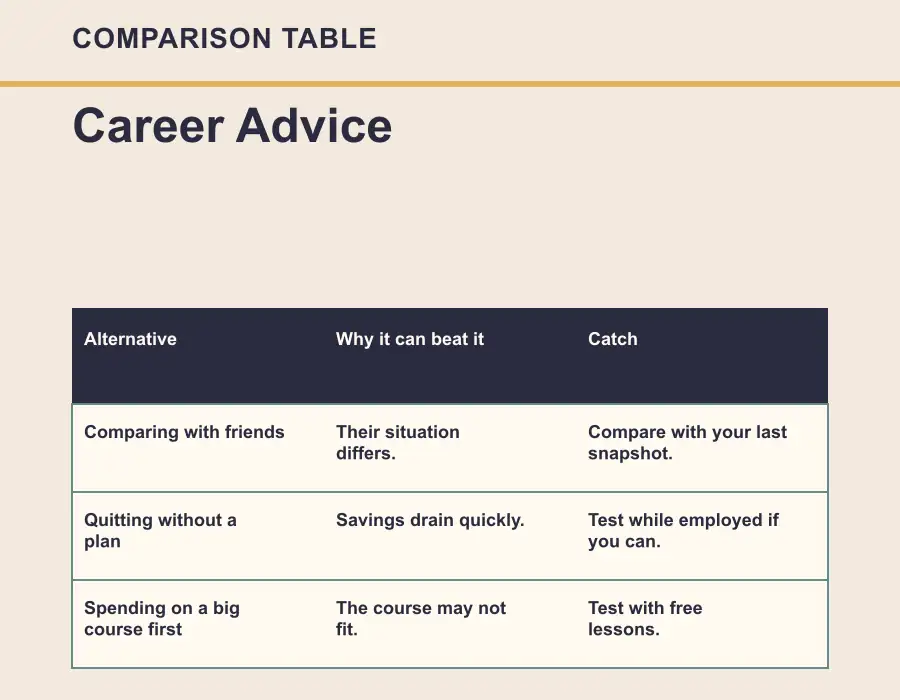 COMPARISON TABLE
Career Advice
Alternative
Why it can beat it
Catch
Comparing with friends
Their situation
differs.
Compare with your last
snapshot.
Quitting without a
plan
Savings drain quickly.
Test while employed if
you can.
Spending on a big
course first
The course may not
fit.
Test with free
lessons.